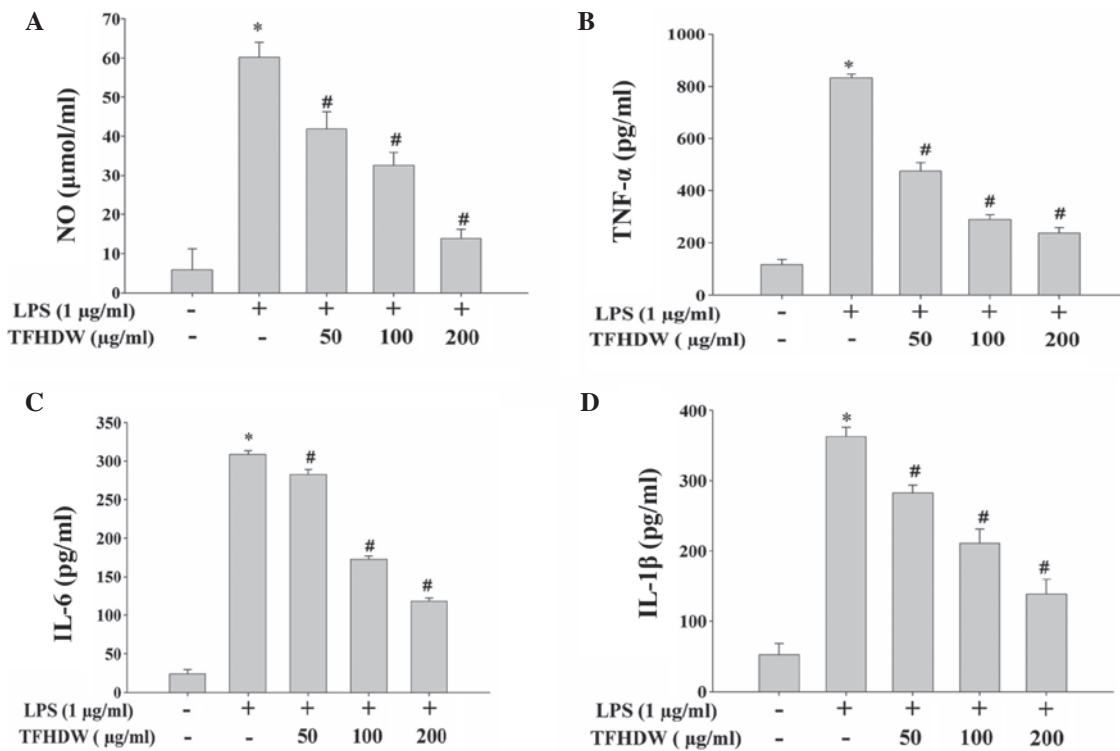 A
NO (µmol/ml)
70
60
50
40
30
20
10
0
*
#
#
#
LPS (1 µg/ml) - + + + +
TFHDW (µg/ml) - - 50 100 200
B
TNF-α (pg/ml)
1000
800
600
400
200
0
*
#
#
#
LPS (1 µg/ml) - + + + +
TFHDW ( µg/ml) - - 50 100 200
C
IL-6 (pg/ml)
350
300
250
200
150
100
50
0
*
#
#
#
LPS (1 µg/ml) - + + + +
TFHDW ( µg/ml) - - 50 100 200
D
IL-1β (pg/ml)
400
300
200
100
0
*
#
#
#
LPS (1 µg/ml) - + + + +
TFHDW ( µg/ml) - - 50 100 200